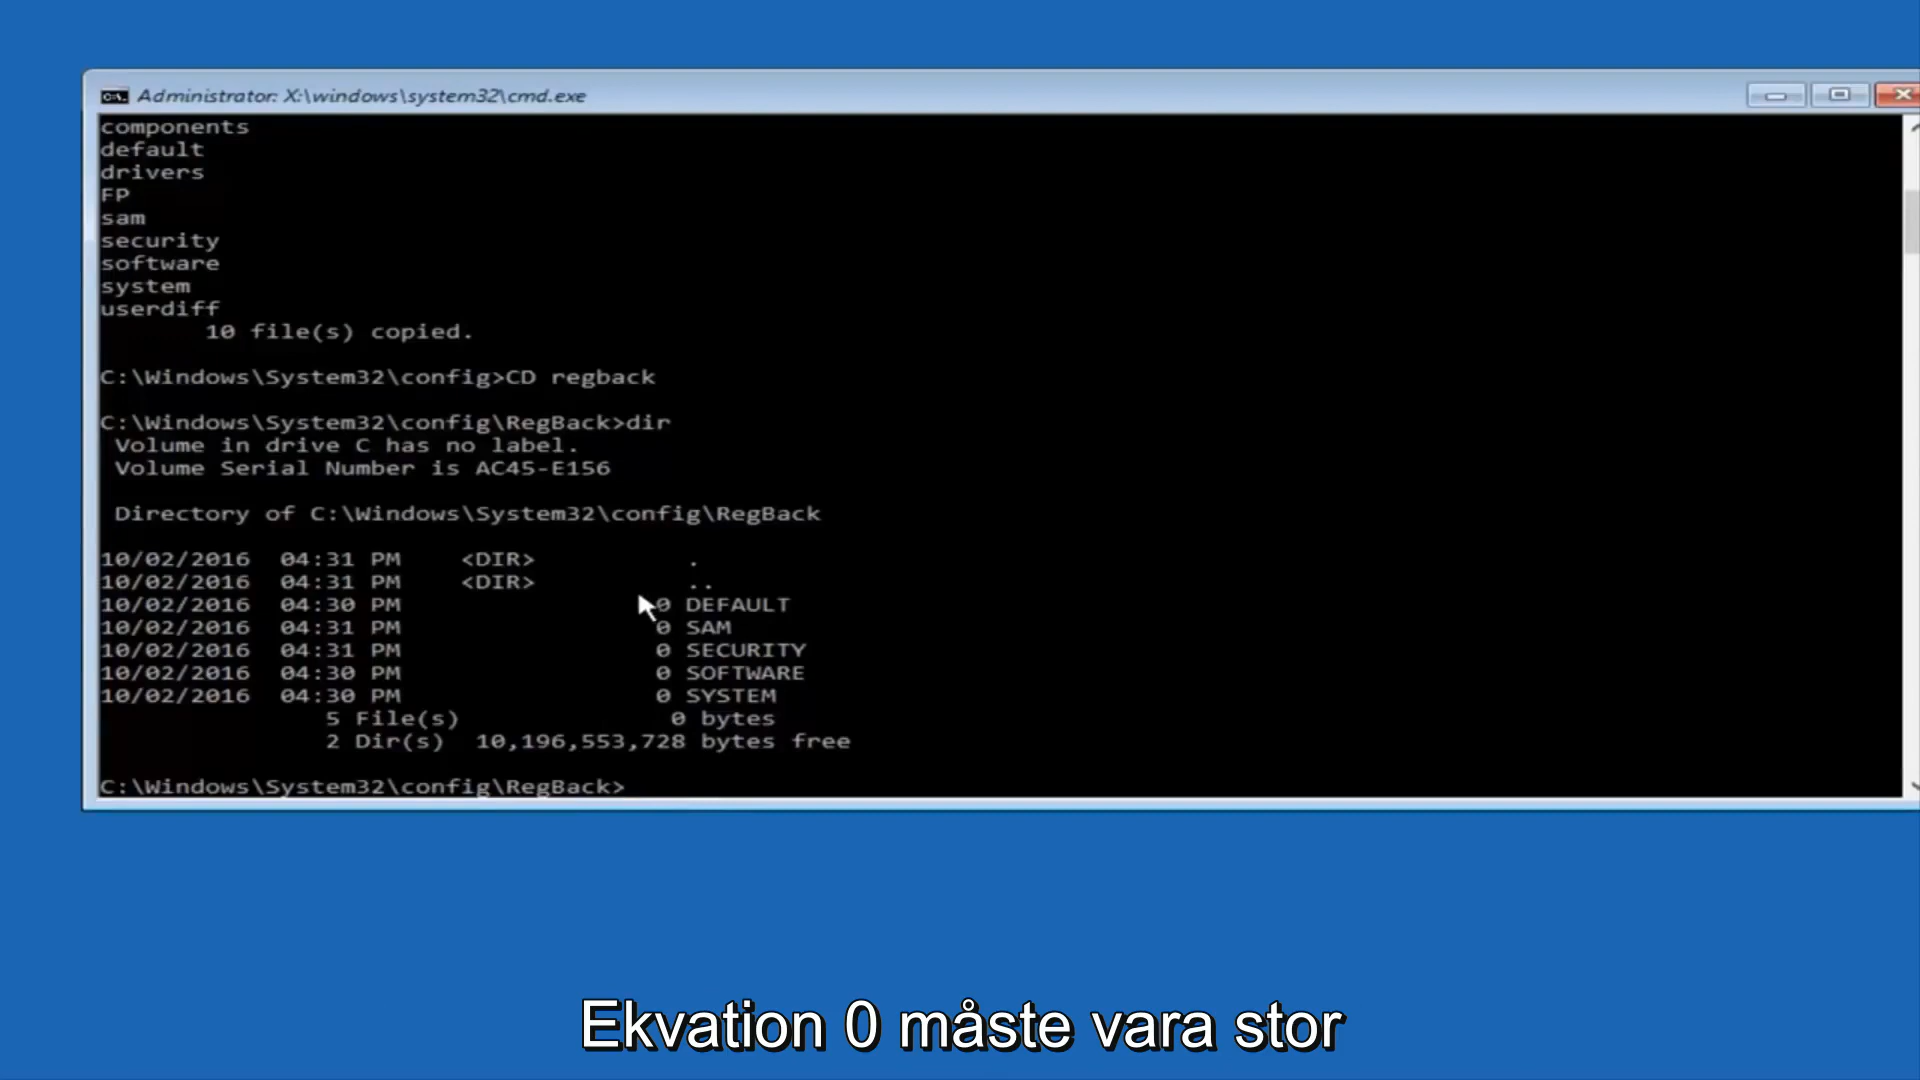 Administrator: X:\windows\system32\cmd.exe
components
default
drivers
FP
sam
security
software
system
userdiff
10 file(s) copied.
C:\Windows\System32\config>CD regback
C:\Windows\System32\config\RegBack>dir
Volume in drive C has no label.
Volume Serial Number is AC45-E156
Directory of C:\Windows\System32\config\RegBack
10/02/2016 04:31 PM <DIR> .
10/02/2016 04:31 PM <DIR> ..
10/02/2016 04:30 PM 0 DEFAULT
10/02/2016 04:31 PM 0 SAM
10/02/2016 04:31 PM 0 SECURITY
10/02/2016 04:30 PM 0 SOFTWARE
10/02/2016 04:30 PM 0 SYSTEM
5 File(s) 0 bytes
2 Dir(s) 10,196,553,728 bytes free
C:\Windows\System32\config\RegBack>
Ekvation 0 måste vara stor